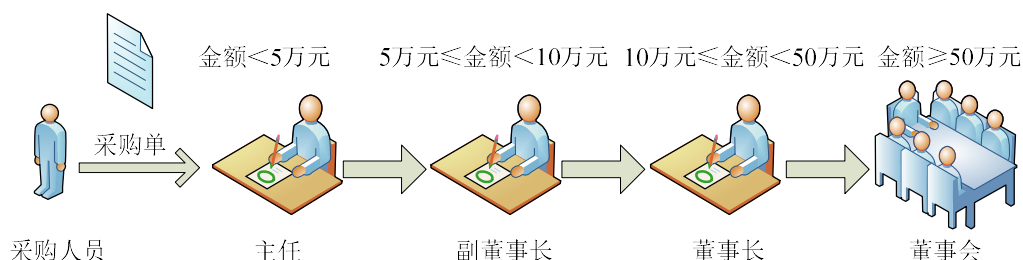 金额<5万元
5万元≤金额<10万元
10万元≤金额<50万元
金额≥50万元
采购单
采购人员
主任
副董事长
董事长
董事会